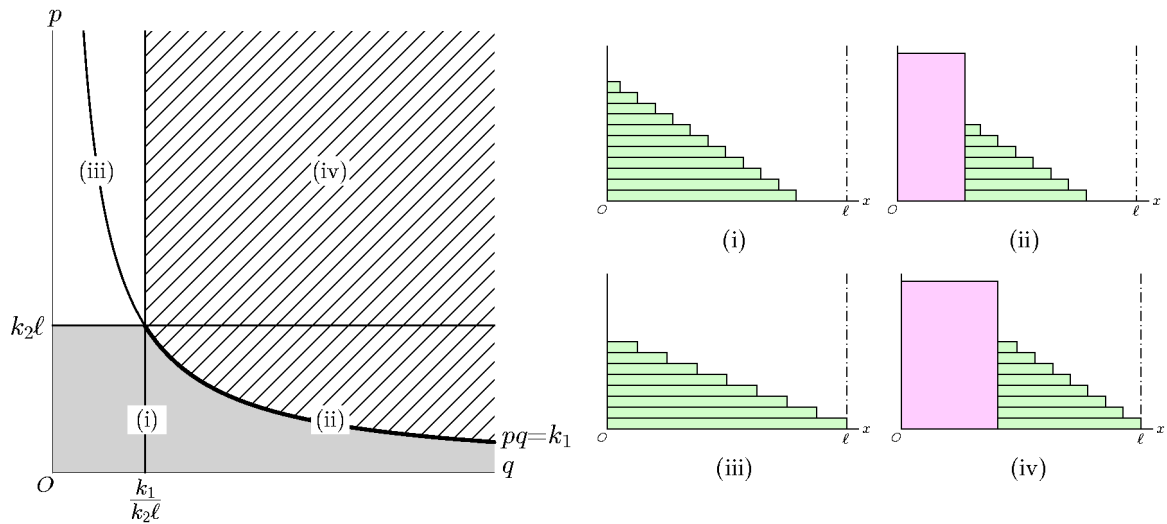 p
(iii)
(iv)
k₂ℓ
(i)
(ii)
pq=k₁
q
O
k₁
k₂ℓ
O
ℓ
x
(i)
O
ℓ
x
(ii)
O
ℓ
x
(iii)
O
ℓ
x
(iv)